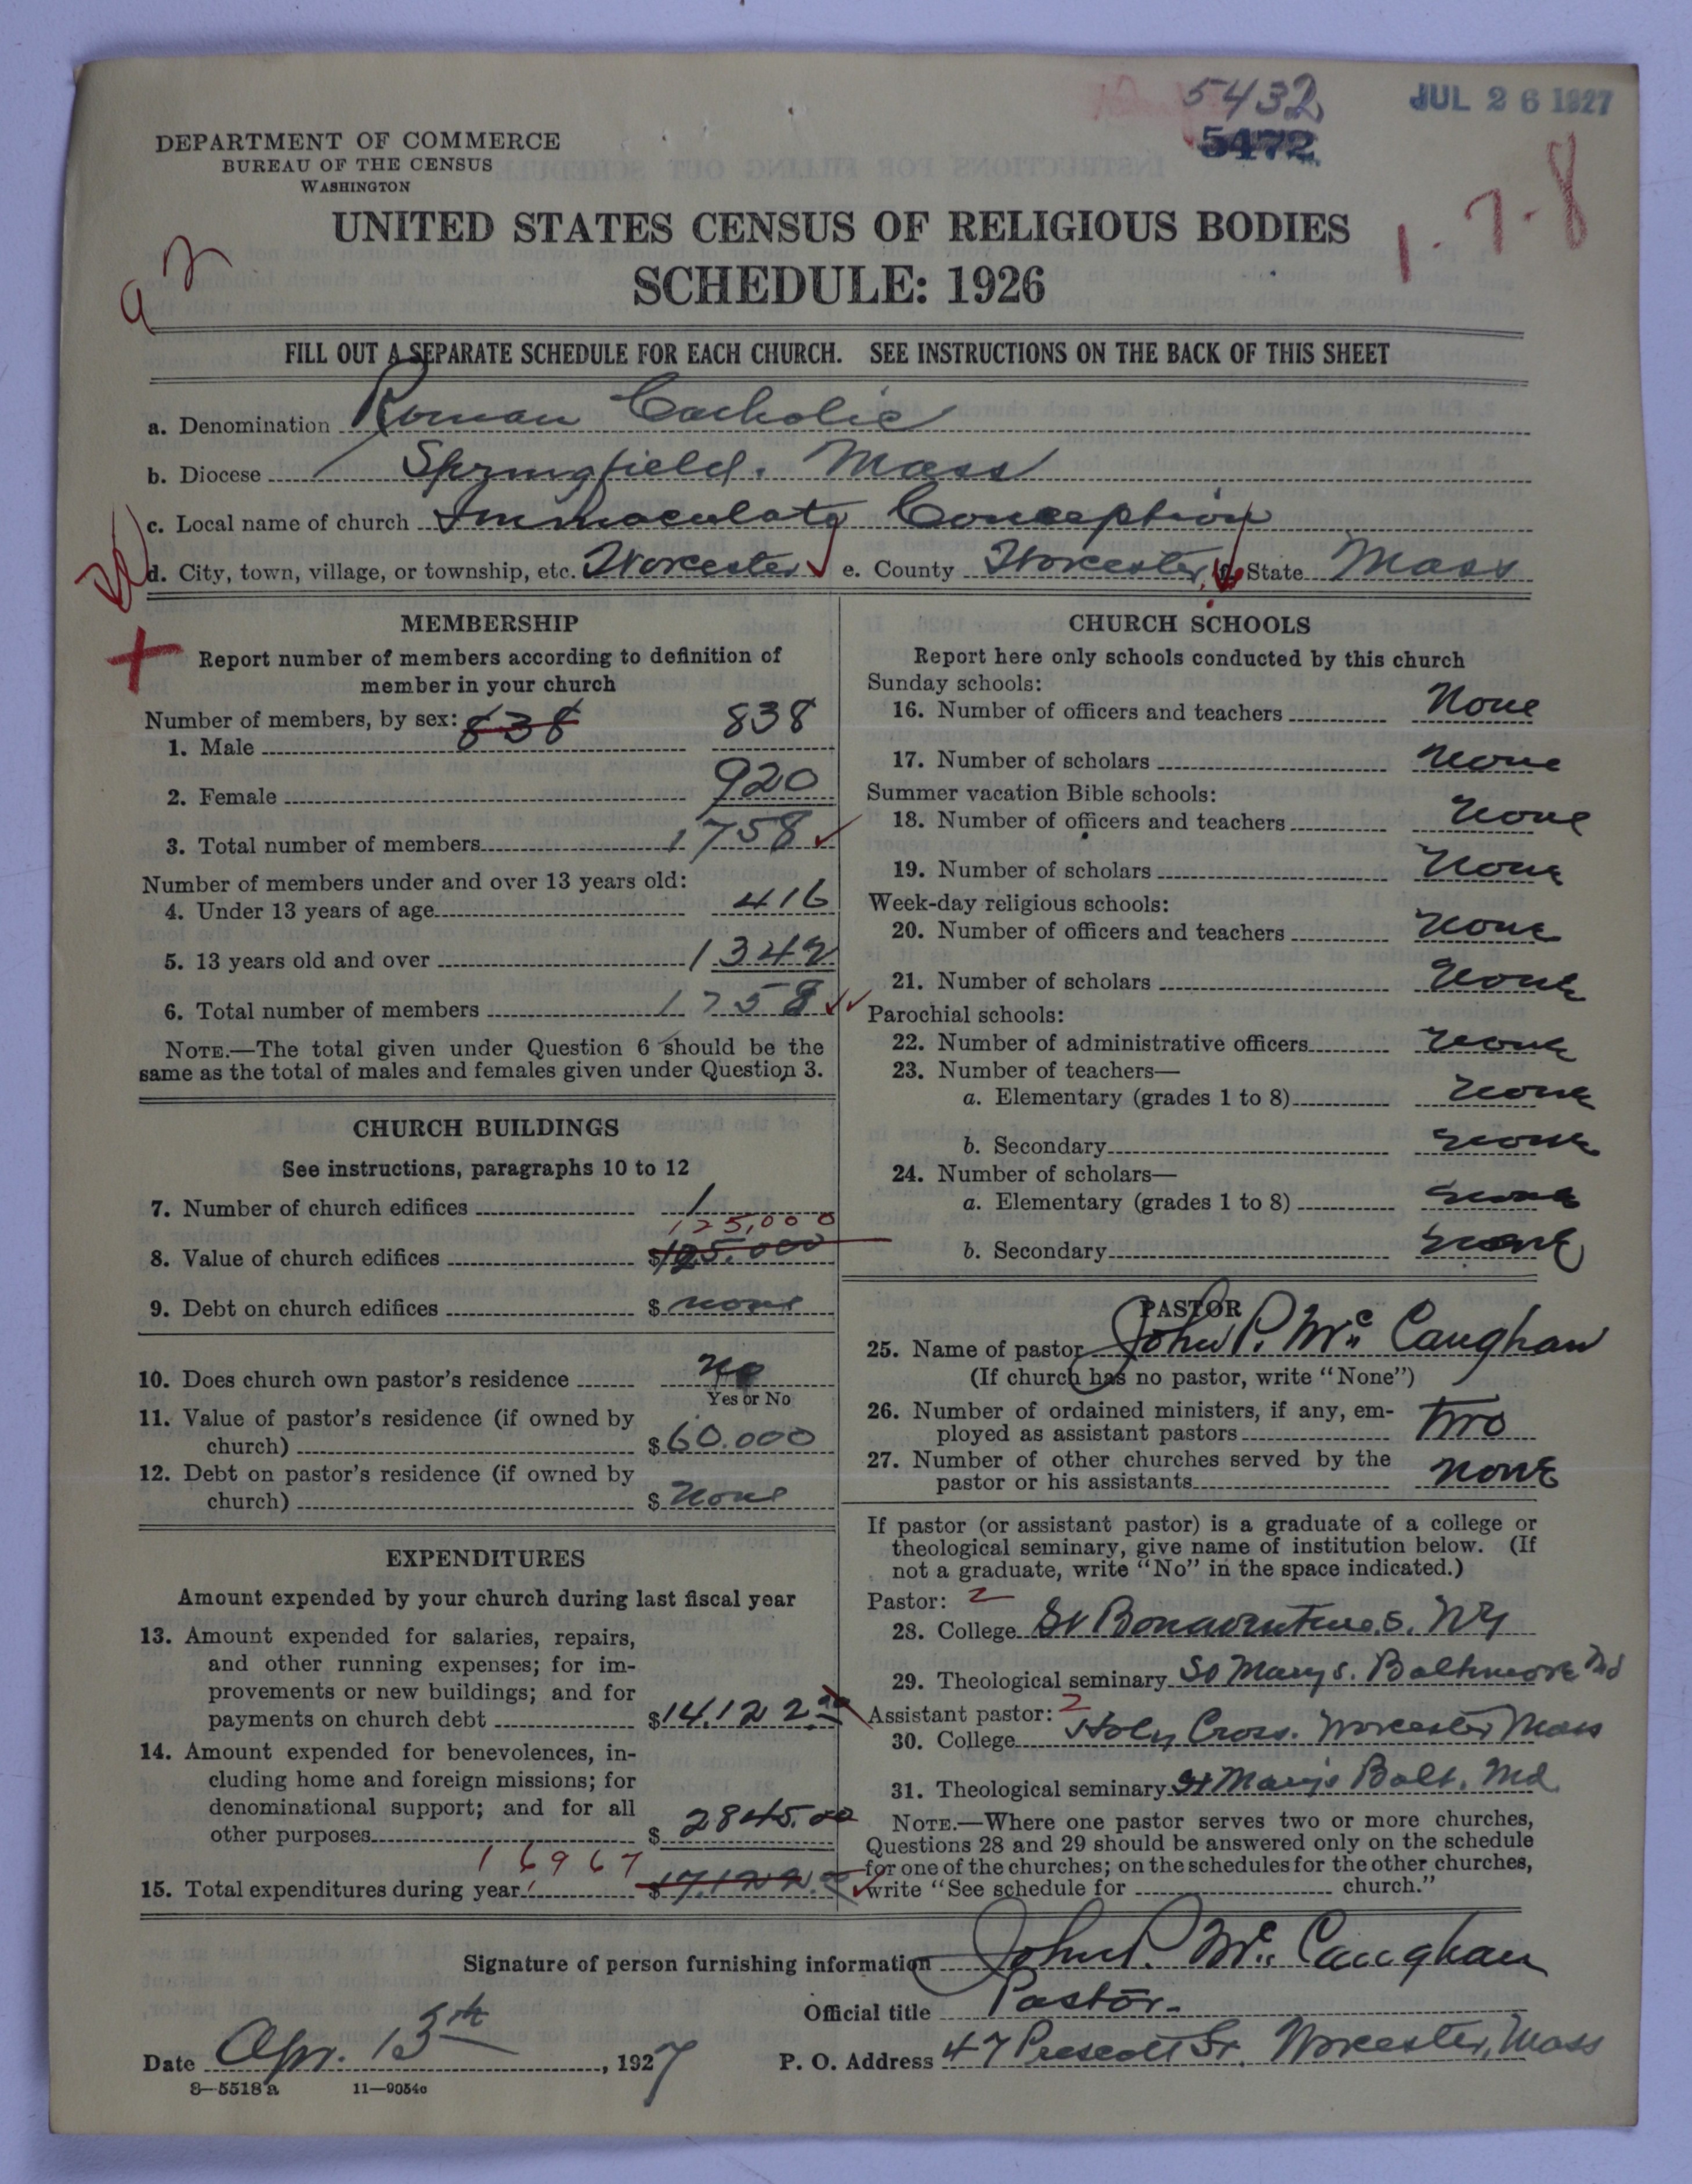 5432
JUL 26 1927
5472
DEPARTMENT OF COMMERCE
BUREAU OF THE CENSUS
WASHINGTON
1-7-8
UNITED STATES CENSUS OF RELIGIOUS BODIES
SCHEDULE: 1926
FILL OUT A SEPARATE SCHEDULE FOR EACH CHURCH. SEE INSTRUCTIONS ON THE BACK OF THIS SHEET
a. Denomination Roman Catholic
b. Diocese Springfield. Mass
c. Local name of church Immaculate Conception
d. City, town, village, or township, etc. Worcester e. County Worcester, f. State Mass
MEMBERSHIP
Report number of members according to definition of
member in your church
Number of members, by sex: 838
1. Male 838
2. Female 920
3. Total number of members 1758
Number of members under and over 13 years old:
4. Under 13 years of age 416
5. 13 years old and over 1342
6. Total number of members 1758
NOTE.—The total given under Question 6 should be the
same as the total of males and females given under Question 3.
CHURCH BUILDINGS
See instructions, paragraphs 10 to 12
7. Number of church edifices 1
125,000
8. Value of church edifices $125.000
9. Debt on church edifices $ none
10. Does church own pastor's residence No
Yes or No
11. Value of pastor's residence (if owned by
church) $60.000
12. Debt on pastor's residence (if owned by
church) $ None
EXPENDITURES
Amount expended by your church during last fiscal year
13. Amount expended for salaries, repairs,
and other running expenses; for im-
provements or new buildings; and for
payments on church debt $14,122.00
14. Amount expended for benevolences, in-
cluding home and foreign missions; for
denominational support; and for all
other purposes $ 2845.00
16967
15. Total expenditures during year $17,122.00
CHURCH SCHOOLS
Report here only schools conducted by this church
Sunday schools:
16. Number of officers and teachers None
17. Number of scholars None
Summer vacation Bible schools:
18. Number of officers and teachers None
19. Number of scholars None
Week-day religious schools:
20. Number of officers and teachers None
21. Number of scholars None
Parochial schools:
22. Number of administrative officers None
23. Number of teachers—
a. Elementary (grades 1 to 8) None
b. Secondary None
24. Number of scholars—
a. Elementary (grades 1 to 8) None
b. Secondary None
PASTOR
25. Name of pastor John P. McCaughan
(If church has no pastor, write "None")
26. Number of ordained ministers, if any, em-
ployed as assistant pastors Two
27. Number of other churches served by the
pastor or his assistants None
If pastor (or assistant pastor) is a graduate of a college or
theological seminary, give name of institution below. (If
not a graduate, write "No" in the space indicated.)
Pastor: 2
28. College St Bonaventure,s. NY
29. Theological seminary St Marys. Baltimore Md
Assistant pastor: 2
30. College Holy Cross. Worcester Mass
31. Theological seminary St Mary's Balt. Md.
NOTE.—Where one pastor serves two or more churches,
Questions 28 and 29 should be answered only on the schedule
for one of the churches; on the schedules for the other churches,
write "See schedule for church."
Signature of person furnishing information John P. McCaughan
Official title Pastor.
Date Apr. 13th, 1927 P. O. Address 47 Prescott St. Worcester, Mass
8-5518a 11-9054c